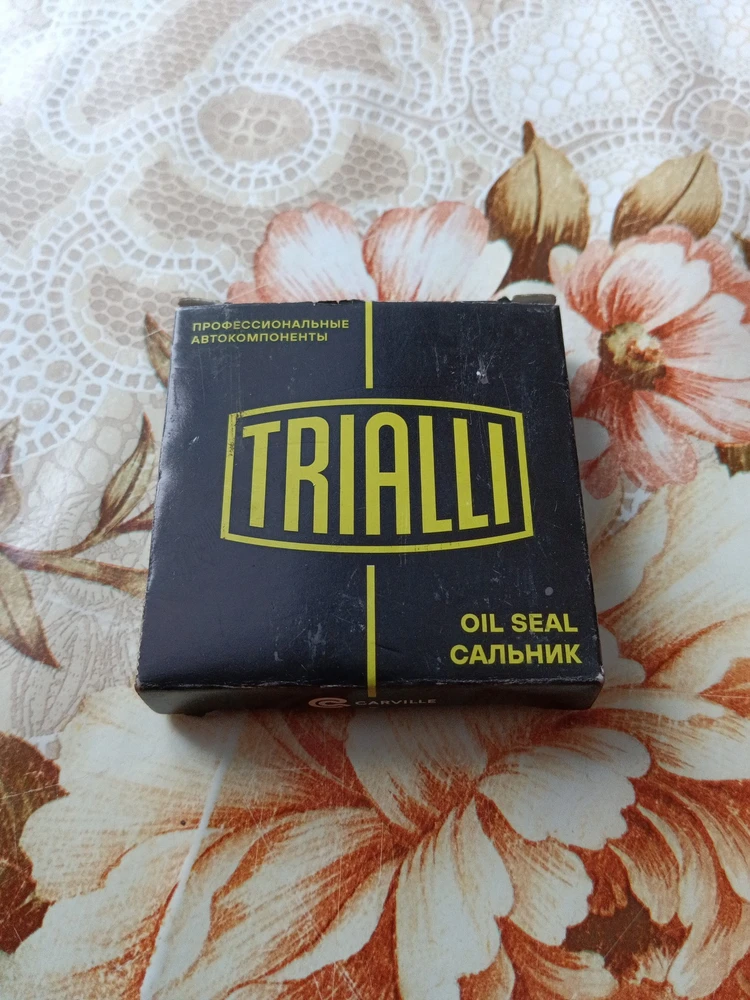 ПРОФЕССИОНАЛЬНЫЕ
АВТОКОМПОНЕНТЫ
TRIALLI
OIL SEAL
САЛЬНИК
CARVILLE